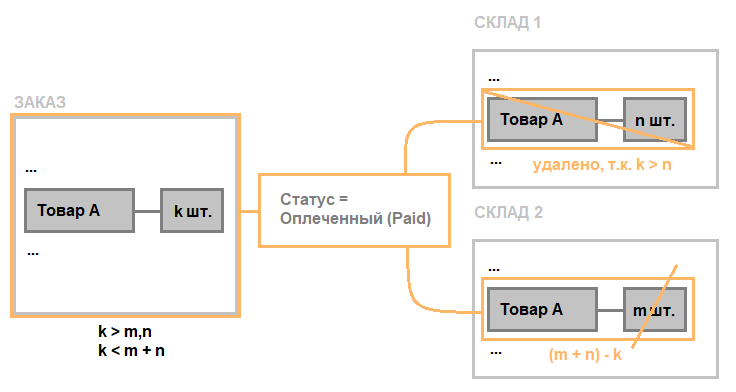 ЗАКАЗ
...
Товар А
k шт.
...
k > m,n
k < m + n
Статус =
Оплеченный (Paid)
СКЛАД 1
...
Товар А
n шт.
...
удалено, т.к. k > n
СКЛАД 2
...
Товар А
m шт.
...
(m + n) - k